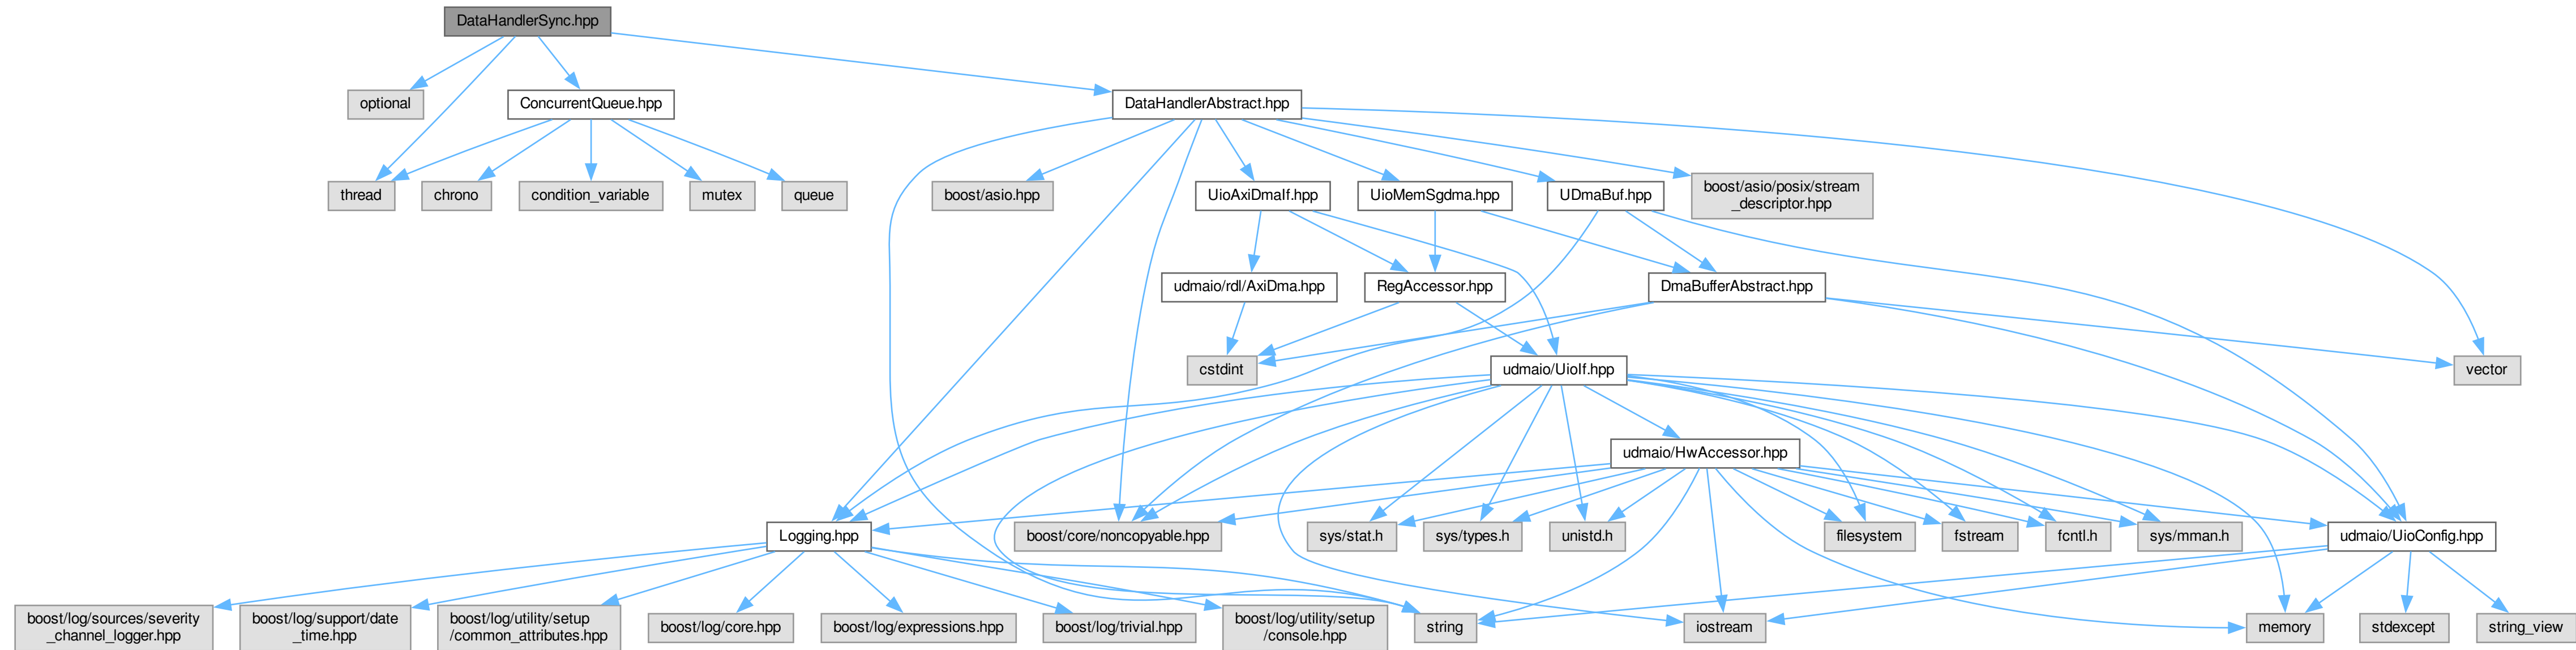 DataHandlerSync.hpp
optional
ConcurrentQueue.hpp
DataHandlerAbstract.hpp
thread
chrono
condition_variable
mutex
queue
boost/asio.hpp
UioAxiDmaIf.hpp
UioMemSgdma.hpp
UDmaBuf.hpp
boost/asio/posix/stream
_descriptor.hpp
udmaio/rdl/AxiDma.hpp
RegAccessor.hpp
DmaBufferAbstract.hpp
cstdint
udmaio/UioIf.hpp
vector
udmaio/HwAccessor.hpp
Logging.hpp
boost/core/noncopyable.hpp
sys/stat.h
sys/types.h
unistd.h
filesystem
fstream
fcntl.h
sys/mman.h
udmaio/UioConfig.hpp
boost/log/sources/severity
_channel_logger.hpp
boost/log/support/date
_time.hpp
boost/log/utility/setup
/common_attributes.hpp
boost/log/core.hpp
boost/log/expressions.hpp
boost/log/trivial.hpp
boost/log/utility/setup
/console.hpp
string
iostream
memory
stdexcept
string_view